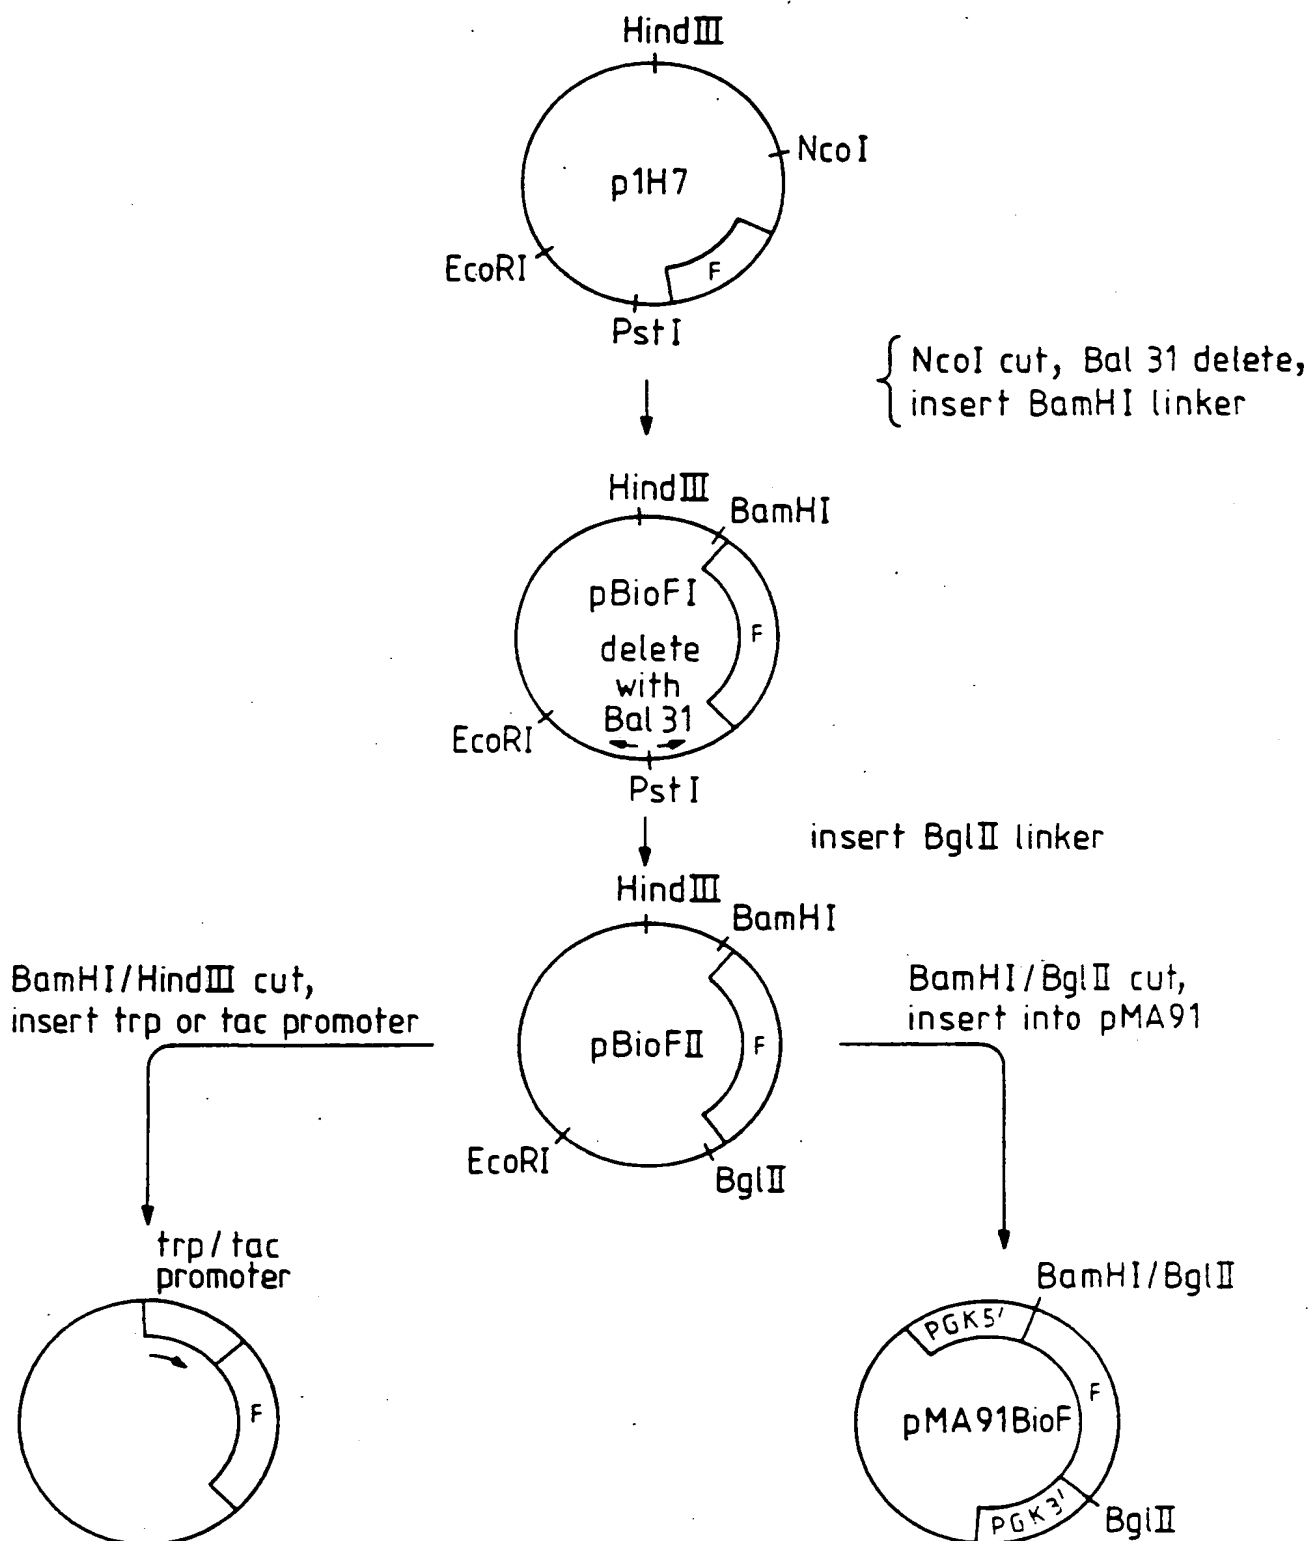 HindIII
NcoI
p1H7
EcoRI
F
PstI
NcoI cut, Bal 31 delete,
insert BamHI linker
HindIII
BamHI
pBioFI
F
delete
with
Bal 31
EcoRI
PstI
insert BglII linker
HindIII
BamHI
BamHI/HindIII cut,
insert trp or tac promoter
BamHI/BglII cut,
insert into pMA91
pBioFII
F
EcoRI
BglII
trp/tac
promoter
F
BamHI/BglII
PGK5'
F
pMA91BioF
PGK3'
BglII